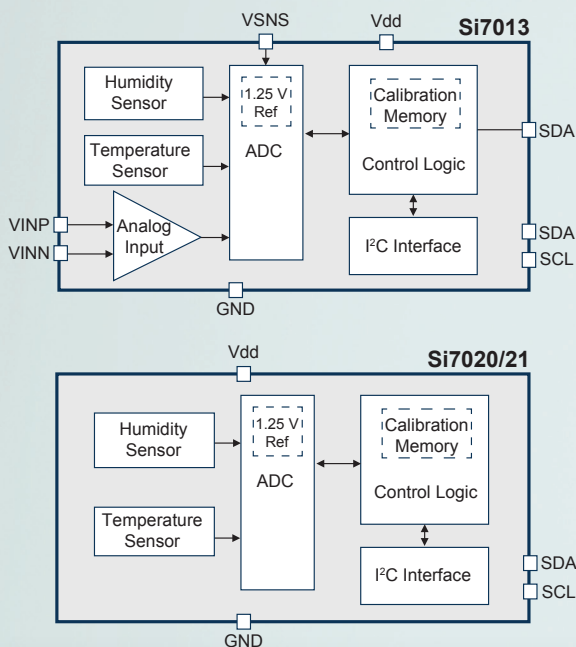 VSNS
Vdd
Si7013
Humidity
Sensor
1.25 V
Ref
ADC
Calibration
Memory
Control Logic
SDA
Temperature
Sensor
VINP
VINN
Analog
Input
I²C Interface
SDA
SCL
GND
Vdd
Si7020/21
Humidity
Sensor
1.25 V
Ref
ADC
Calibration
Memory
Control Logic
Temperature
Sensor
I²C Interface
SDA
SCL
GND